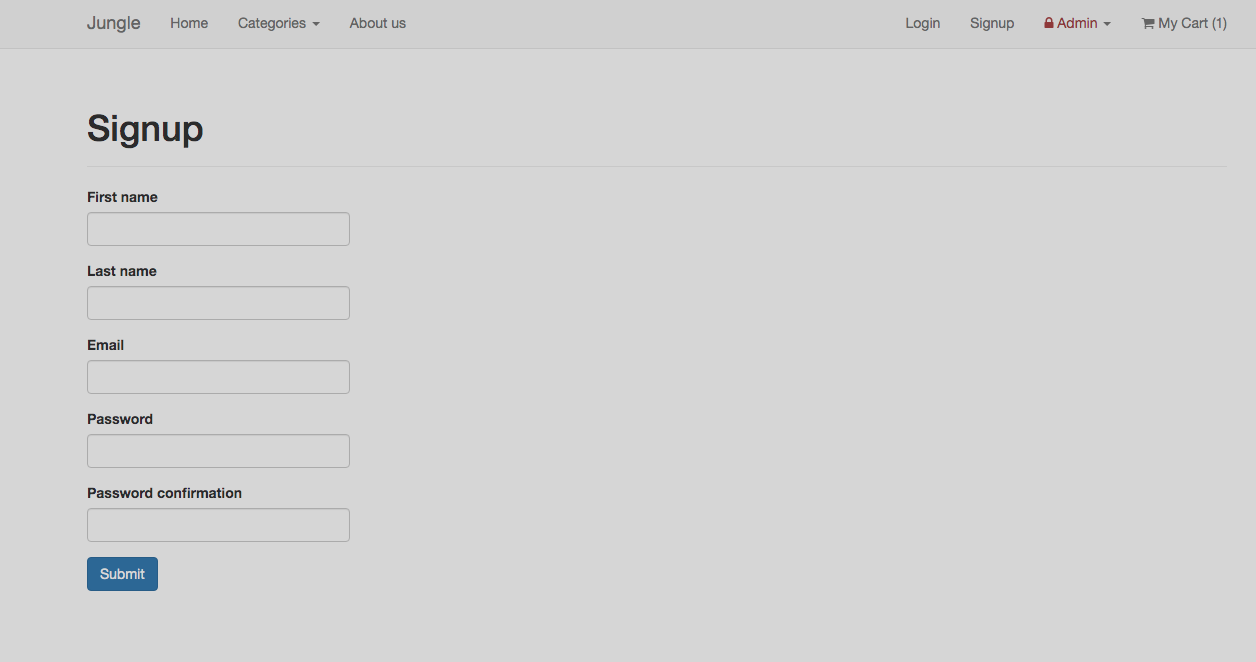 Jungle Home Categories About us Login Signup Admin My Cart (1)
Signup
First name
Last name
Email
Password
Password confirmation
Submit